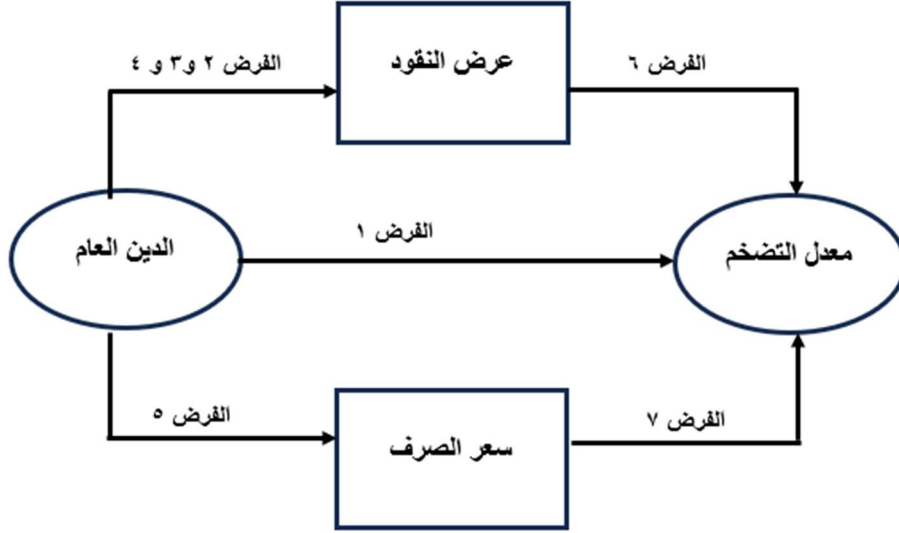 عرض النقود
الفرض ٢ و٣ و ٤
الفرض ٦
الدين العام
الفرض ١
معدل التضخم
الفرض ٥
سعر الصرف
الفرض ٧